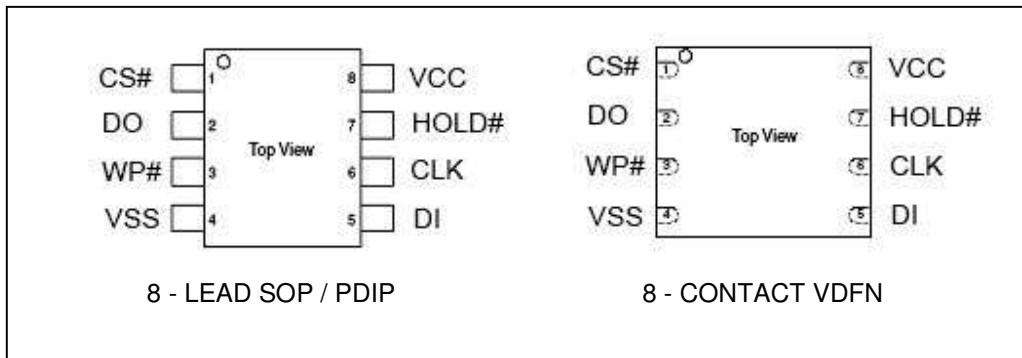 CS# 1 8 VCC
DO 2 7 HOLD#
Top View
WP# 3 6 CLK
VSS 4 5 DI
8 - LEAD SOP / PDIP
CS# 1 8 VCC
DO 2 7 HOLD#
Top View
WP# 3 6 CLK
VSS 4 5 DI
8 - CONTACT VDFN